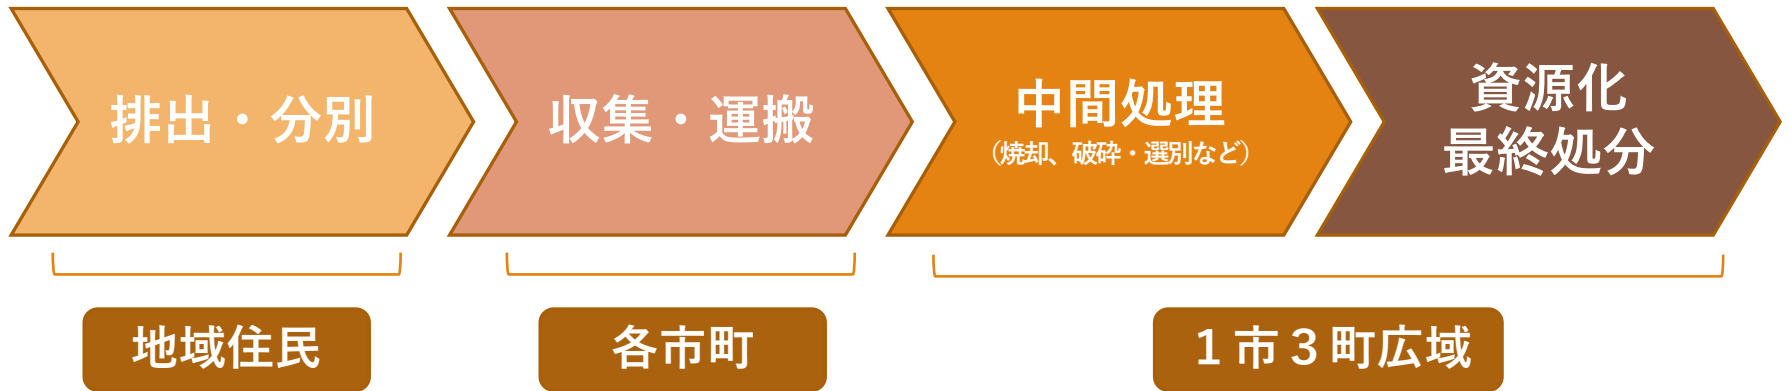 排出・分別
収集・運搬
中間処理
（焼却、破砕・選別など）
資源化
最終処分
地域住民
各市町
１市３町広域